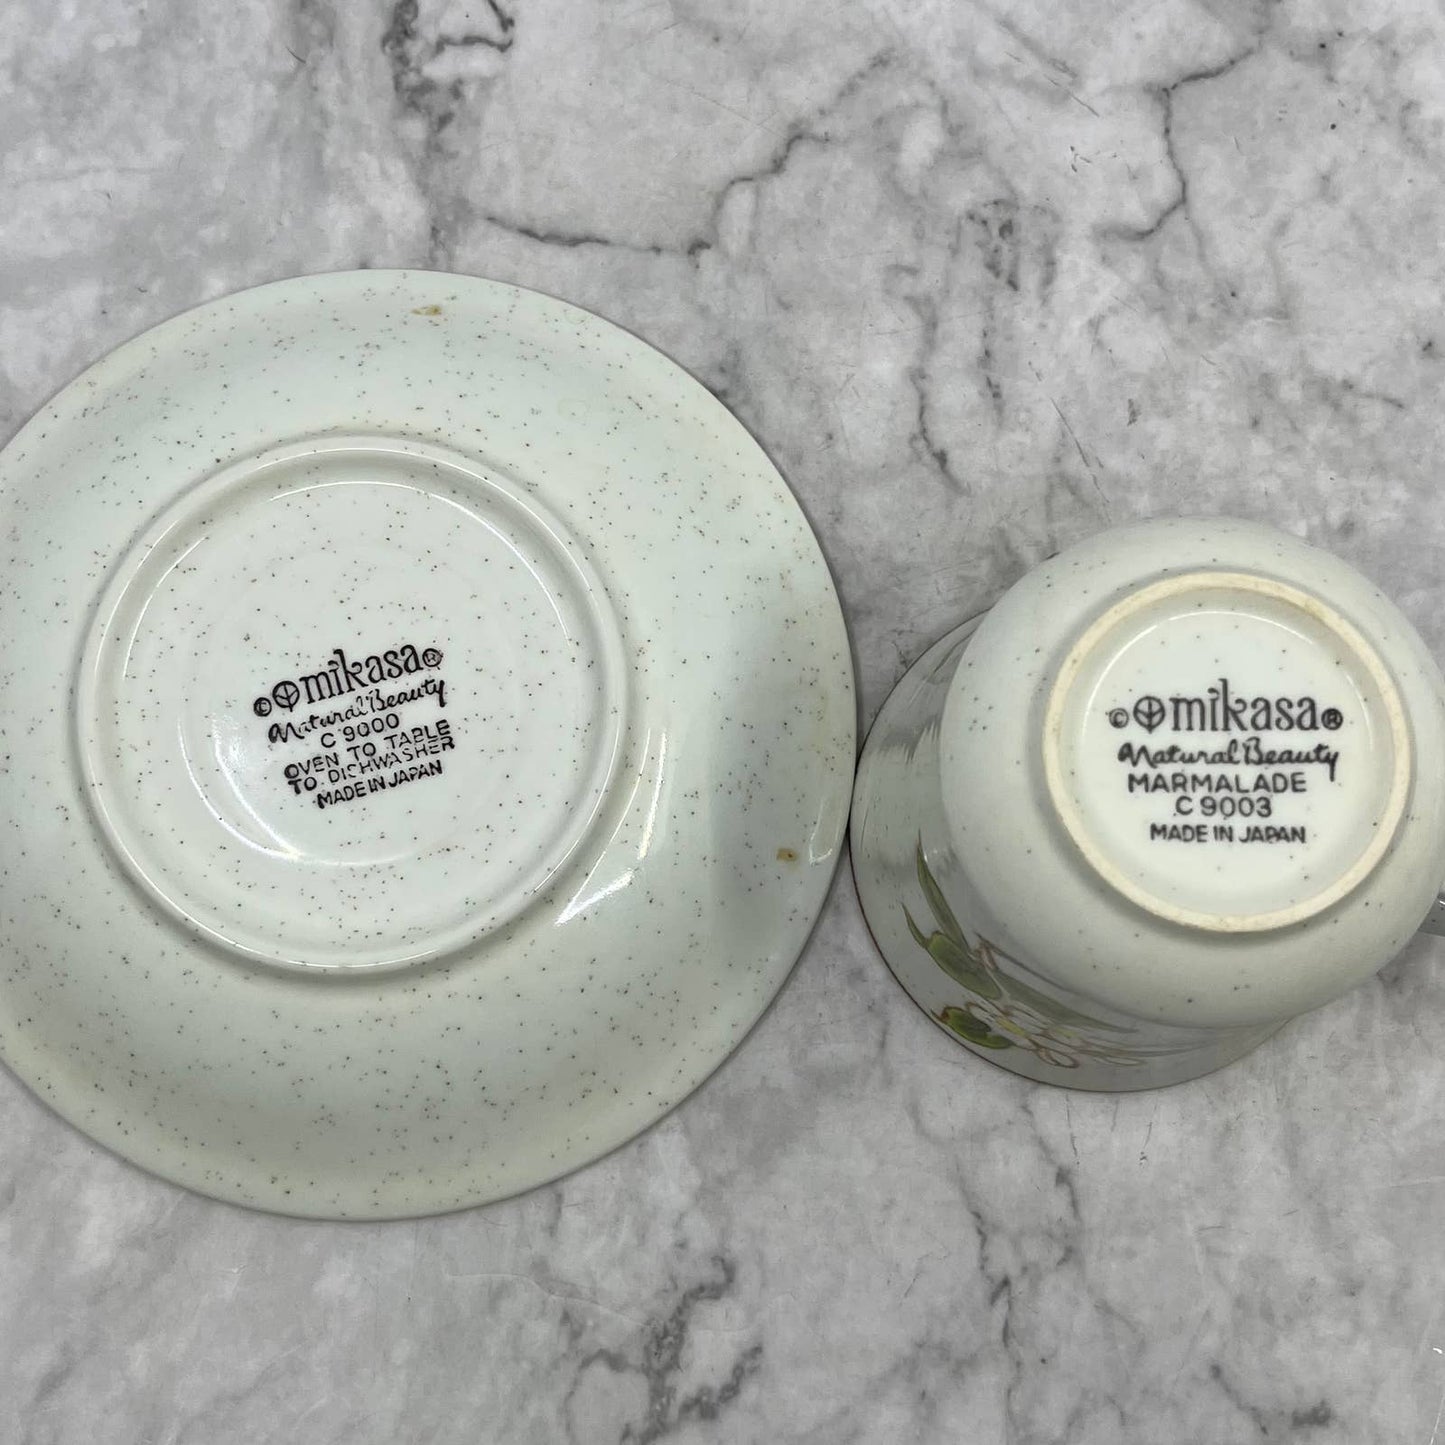 © mikasa®
Natural Beauty
C 9000
OVEN TO TABLE
TO DISHWASHER
MADE IN JAPAN
© mikasa®
Natural Beauty
MARMALADE
C 9003
MADE IN JAPAN